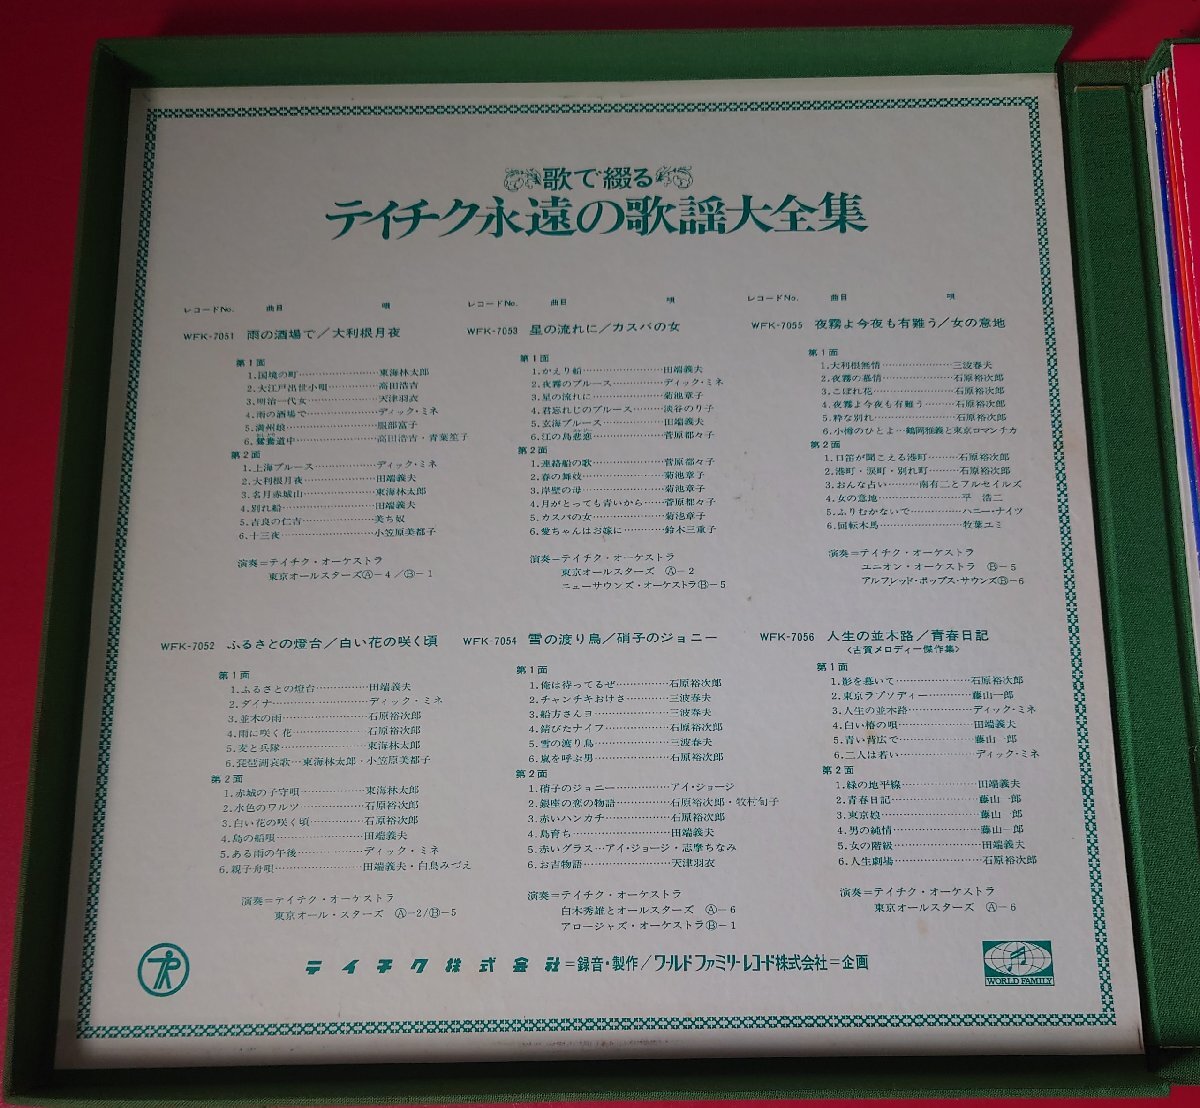 歌で綴る
テイチク永遠の歌謡大全集
レコードNo. 曲目 唄
WFK-7051 雨の酒場で/大利根月夜
第1面
1.国境の町………………東海林太郎
2.大江戸出世小唄…………高田浩吉
3.明治一代女………………天津羽衣
4.雨の酒場で………………ディック・ミネ
5.満州娘……………………服部富子
6.鴛鴦道中…………高田浩吉・青葉笙子
第2面
1.上海ブルース……………ディック・ミネ
2.大利根月夜………………田端義夫
3.名月赤城山………………東海林太郎
4.別れ船……………………田端義夫
5.吉良の仁吉………………美ち奴
6.十三夜……………………小笠原美都子
演奏=テイチク・オーケストラ
東京オールスターズⒶ-4/Ⓑ-1
WFK-7052 ふるさとの燈台/白い花の咲く頃
第1面
1.ふるさとの燈台……………田端義夫
2.ダイナ………………………ディック・ミネ
3.並木の雨……………………石原裕次郎
4.雨に咲く花…………………石原裕次郎
5.麦と兵隊……………………東海林太郎
6.琵琶湖哀歌…東海林太郎・小笠原美都子
第2面
1.赤城の子守唄………………東海林太郎
2.水色のワルツ………………石原裕次郎
3.白い花の咲く頃……………石原裕次郎
4.島の船唄……………………田端義夫
5.ある雨の午後………………ディック・ミネ
6.親子舟唄…………………田端義夫・白鳥みづえ
演奏=テイチク・オーケストラ
東京オール・スターズ Ⓐ-2/Ⓑ-5
レコードNo. 曲目 唄
WFK-7053 星の流れに/カスバの女
第1面
1.かえり船……………………田端義夫
2.夜霧のブルース……………ディック・ミネ
3.星の流れに…………………菊池章子
4.君忘れじのブルース………淡谷のり子
5.玄海ブルース………………田端義夫
6.江の島悲恋…………………菅原都々子
第2面
1.連絡船の歌…………………菅原都々子
2.春の舞妓……………………菊池章子
3.岸壁の母……………………菊池章子
4.月がとっても青いから……菅原都々子
5.カスバの女…………………菊池章子
6.愛ちゃんはお嫁に…………鈴木三重子
演奏=テイチク・オーケストラ
東京オールスターズ Ⓐ-2
ニューサウンズ・オーケストラⒷ-5
WFK-7054 雪の渡り鳥/硝子のジョニー
第1面
1.俺は待ってるぜ……………石原裕次郎
2.チャンチキおけさ…………三波春夫
3.船方さんヨ…………………三波春夫
4.錆びたナイフ………………石原裕次郎
5.雪の渡り鳥…………………三波春夫
6.嵐を呼ぶ男…………………石原裕次郎
第2面
1.硝子のジョニー……………アイ・ジョージ
2.銀座の恋の物語…………石原裕次郎・牧村旬子
3.赤いハンカチ………………石原裕次郎
4.島育ち………………………田端義夫
5.赤いグラス…アイ・ジョージ・志摩ちなみ
6.お吉物語……………………天津羽衣
演奏=テイチク・オーケストラ
白木秀雄とオールスターズ Ⓐ-6
アロージャズ・オーケストラⒷ-1
レコードNo. 曲目 唄
WFK-7055 夜霧よ今夜も有難う/女の意地
第1面
1.大利根無情…………………三波春夫
2.夜霧の慕情…………………石原裕次郎
3.こぼれ花……………………石原裕次郎
4.夜霧よ今夜も有難う………石原裕次郎
5.粋な別れ……………………石原裕次郎
6.小樽のひとよ…鶴岡雅義と東京ロマンチカ
第2面
1.口笛が聞こえる港町………石原裕次郎
2.港町・涙町・別れ町………石原裕次郎
3.おんな占い………南有二とフルセイルズ
4.女の意地……………………平 浩二
5.ふりむかないで……………ハニー・ナイツ
6.回転木馬……………………牧葉ユミ
演奏=テイチク・オーケストラ
ユニオン・オーケストラ Ⓑ-5
アルフレッド・ポップス・サウンズⒷ-6
WFK-7056 人生の並木路/青春日記
<古賀メロディー傑作集>
第1面
1.影を慕いて…………………石原裕次郎
2.東京ラプソディー…………藤山一郎
3.人生の並木路………………ディック・ミネ
4.白い椿の唄…………………田端義夫
5.青い背広で…………………藤山一郎
6.二人は若い…………………ディック・ミネ
第2面
1.緑の地平線…………………田端義夫
2.青春日記……………………藤山一郎
3.東京娘………………………藤山一郎
4.男の純情……………………藤山一郎
5.女の階級……………………田端義夫
6.人生劇場……………………石原裕次郎
演奏=テイチク・オーケストラ
東京オールスターズ Ⓐ-6
テイチク株式会社=録音・製作/ワールドファミリーレコード株式会社=企画
WORLD FAMILY